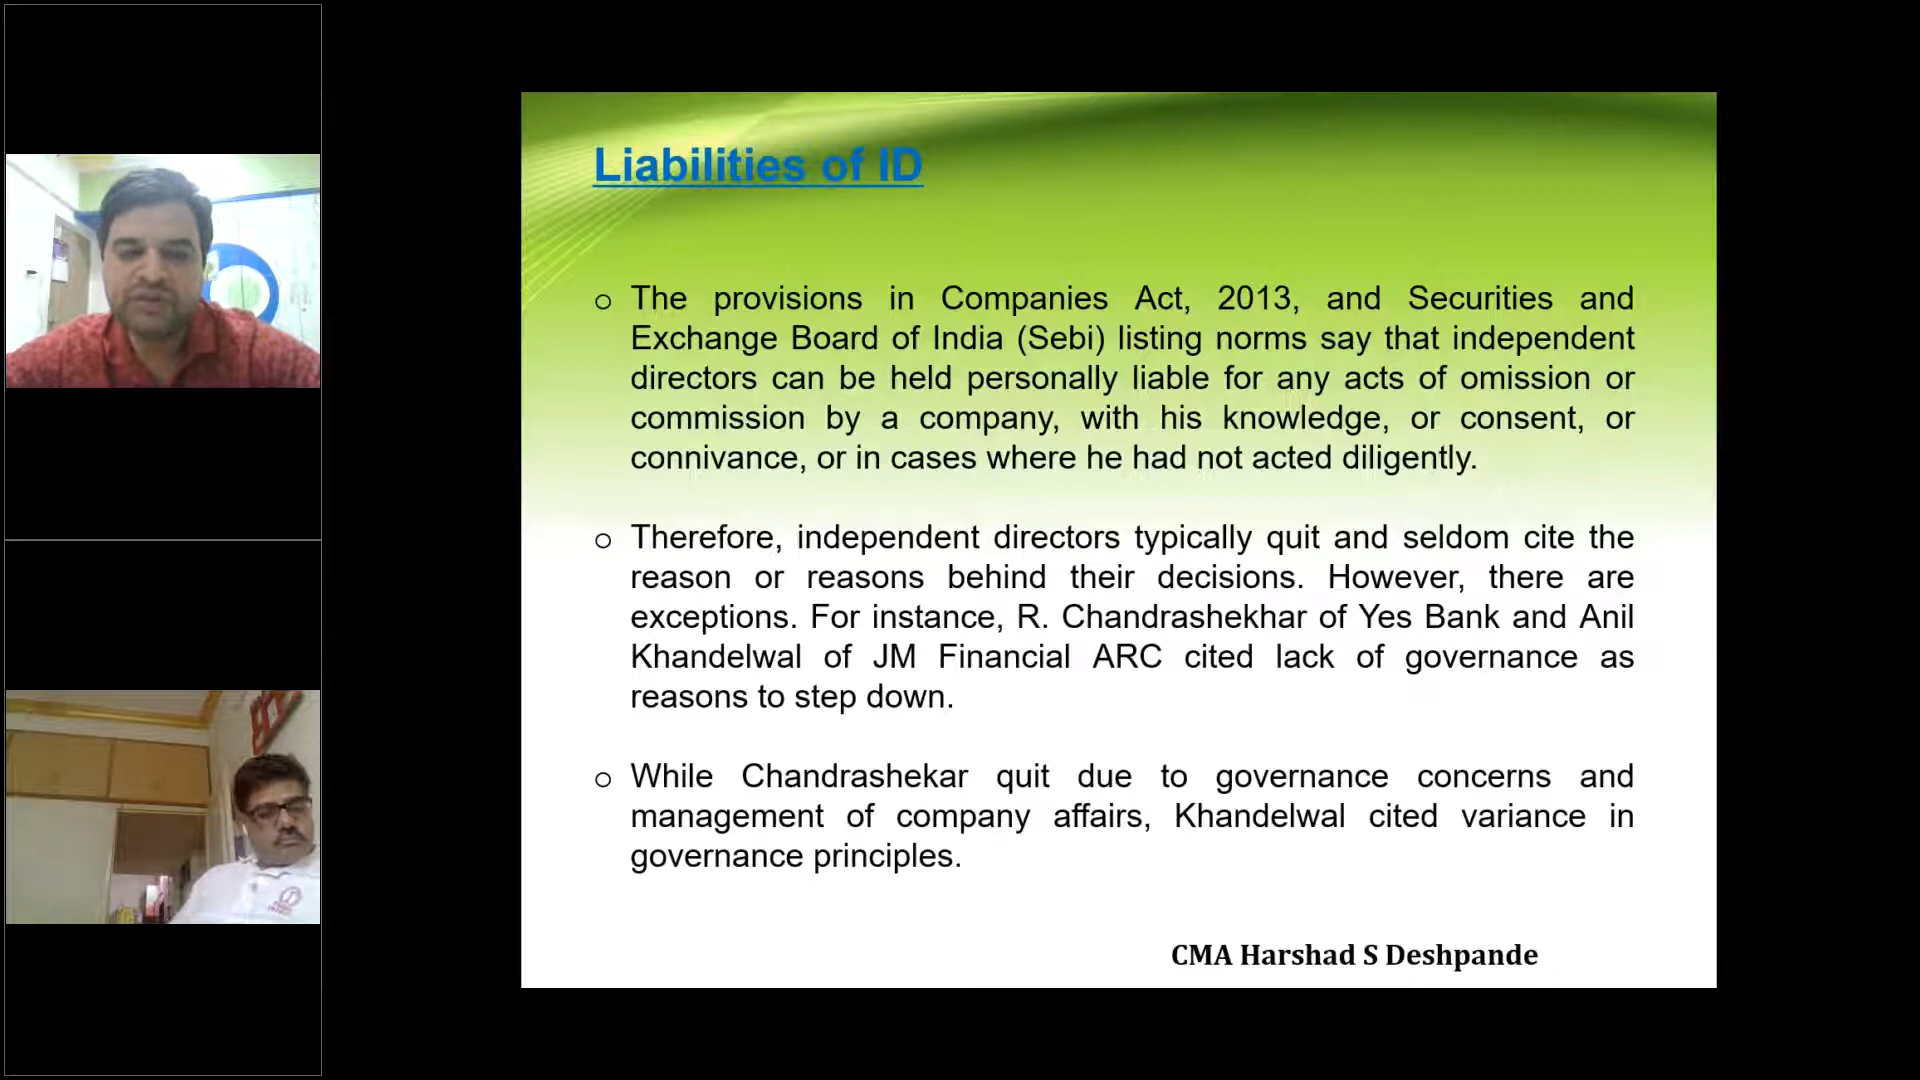 Liabilities of ID
o The provisions in Companies Act, 2013, and Securities and
Exchange Board of India (Sebi) listing norms say that independent
directors can be held personally liable for any acts of omission or
commission by a company, with his knowledge, or consent, or
connivance, or in cases where he had not acted diligently.
o Therefore, independent directors typically quit and seldom cite the
reason or reasons behind their decisions. However, there are
exceptions. For instance, R. Chandrashekhar of Yes Bank and Anil
Khandelwal of JM Financial ARC cited lack of governance as
reasons to step down.
o While Chandrashekar quit due to governance concerns and
management of company affairs, Khandelwal cited variance in
governance principles.
CMA Harshad S Deshpande